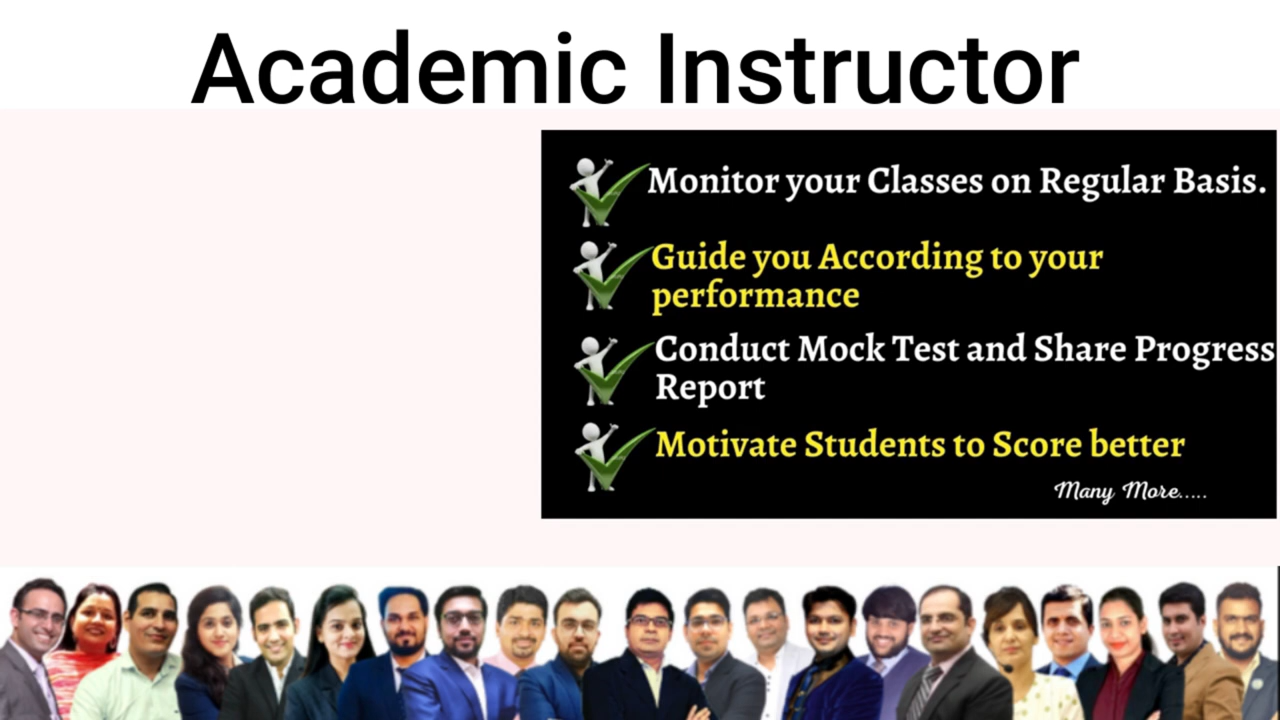 Academic Instructor
Monitor your Classes on Regular Basis.
Guide you According to your
performance
Conduct Mock Test and Share Progress
Report
Motivate Students to Score better
Many More.....